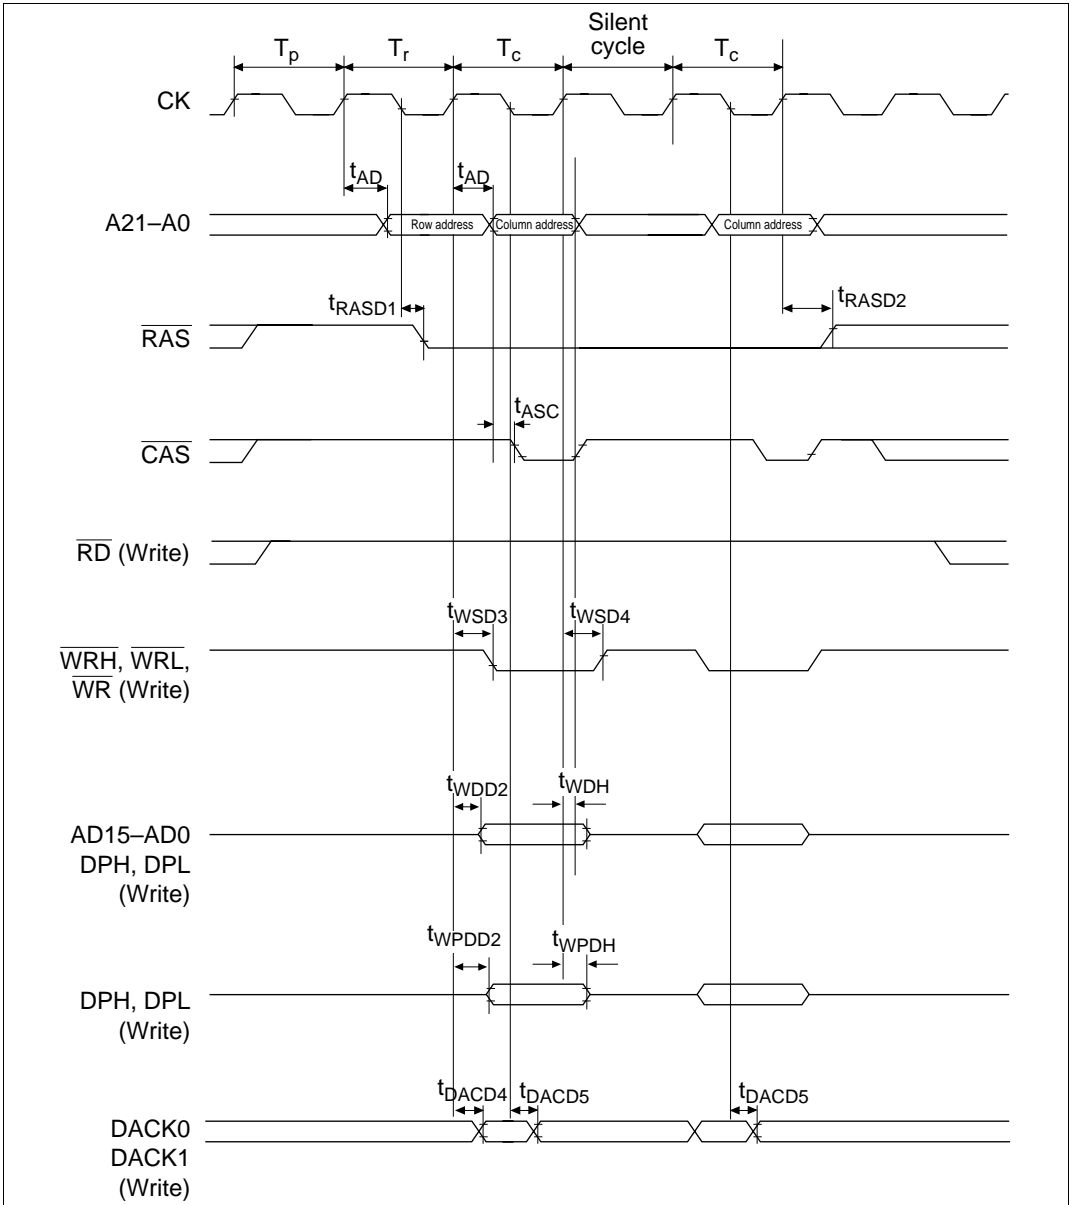 Silent
cycle
Tp Tr Tc Tc
CK
tAD tAD
A21–A0 Row address Column address Column address
tRASD1 tRASD2
RAS
tASC
CAS
RD (Write)
tWSD3 tWSD4
WRH, WRL,
WR (Write)
tWDD2 tWDH
AD15–AD0
DPH, DPL
(Write)
tWPDD2 tWPDH
DPH, DPL
(Write)
tDACD4 tDACD5 tDACD5
DACK0
DACK1
(Write)